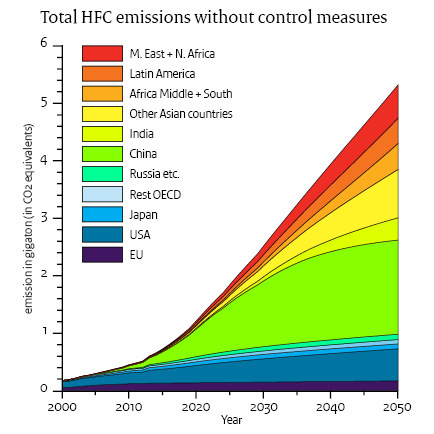 Total HFC emissions without control measures
6
5
4
3
2
1
0
emission in gigaton (in CO2 equivalents)
M. East + N. Africa
Latin America
Africa Middle + South
Other Asian countries
India
China
Russia etc.
Rest OECD
Japan
USA
EU
2000 2010 2020 2030 2040 2050
Year